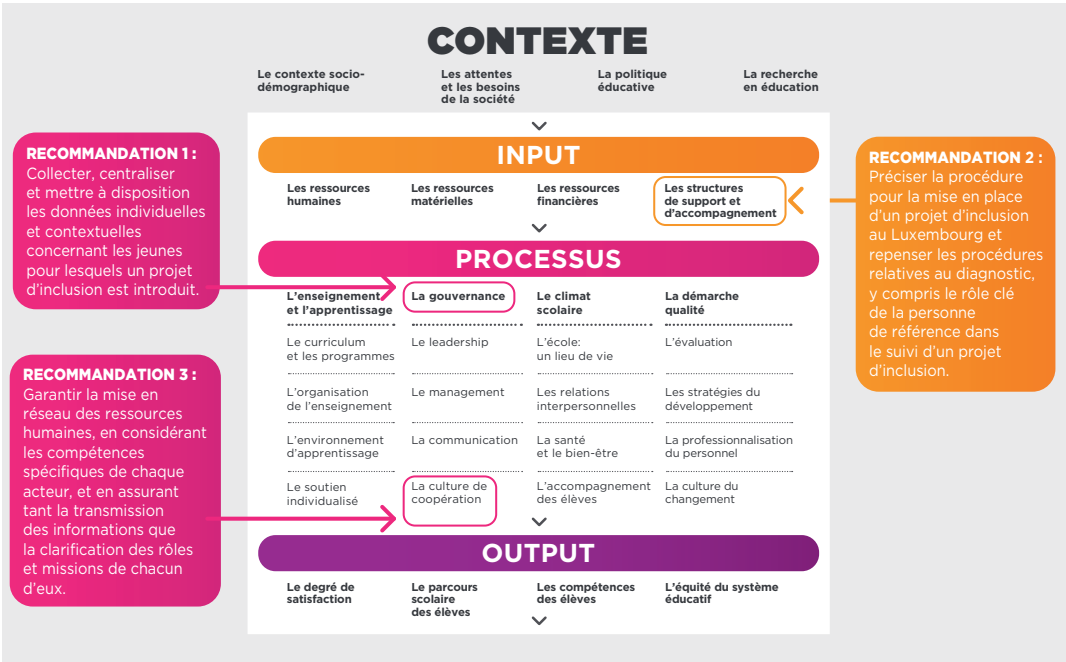 CONTEXTE
Le contexte socio-
démographique
Les attentes
et les besoins
de la société
La politique
éducative
La recherche
en éducation
RECOMMANDATION 1 :
Collecter, centraliser
et mettre à disposition
les données individuelles
et contextuelles
concernant les jeunes
pour lesquels un projet
d'inclusion est introduit.
INPUT
Les ressources
humaines
Les ressources
matérielles
Les ressources
financières
Les structures
de support et
d'accompagnement
RECOMMANDATION 2 :
Préciser la procédure
pour la mise en place
d'un projet d'inclusion
au Luxembourg et
repenser les procédures
relatives au diagnostic,
y compris le rôle clé
de la personne
de référence dans
le suivi d'un projet
d'inclusion.
PROCESSUS
L'enseignement
et l'apprentissage
La gouvernance
Le climat
scolaire
La démarche
qualité
Le curriculum
et les programmes
Le leadership
L'école:
un lieu de vie
L'évaluation
L'organisation
de l'enseignement
Le management
Les relations
interpersonnelles
Les stratégies du
développement
L'environnement
d'apprentissage
La communication
La santé
et le bien-être
La professionnalisation
du personnel
Le soutien
individualisé
La culture de
coopération
L'accompagnement
des élèves
La culture du
changement
RECOMMANDATION 3 :
Garantir la mise en
réseau des ressources
humaines, en considérant
les compétences
spécifiques de chaque
acteur, et en assurant
tant la transmission
des informations que
la clarification des rôles
et missions de chacun
d'eux.
OUTPUT
Le degré de
satisfaction
Le parcours
scolaire
des élèves
Les compétences
des élèves
L'équité du système
éducatif